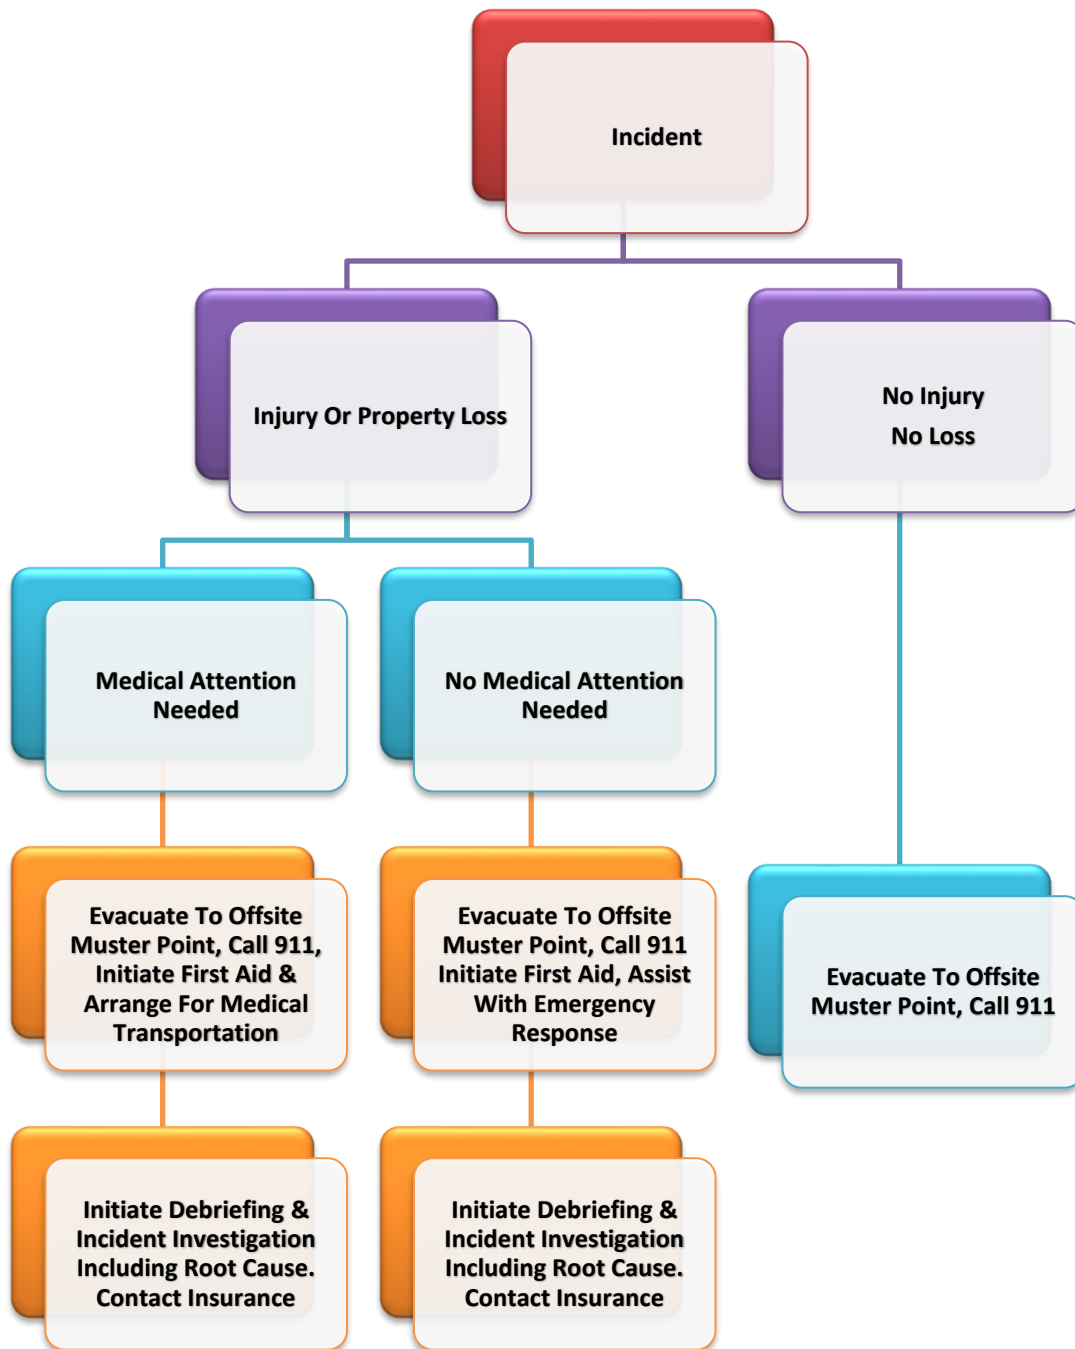 Incident
Injury Or Property Loss
No Injury
No Loss
Medical Attention
Needed
No Medical Attention
Needed
Evacuate To Offsite
Muster Point, Call 911,
Initiate First Aid &
Arrange For Medical
Transportation
Evacuate To Offsite
Muster Point, Call 911
Initiate First Aid, Assist
With Emergency
Response
Evacuate To Offsite
Muster Point, Call 911
Initiate Debriefing &
Incident Investigation
Including Root Cause.
Contact Insurance
Initiate Debriefing &
Incident Investigation
Including Root Cause.
Contact Insurance